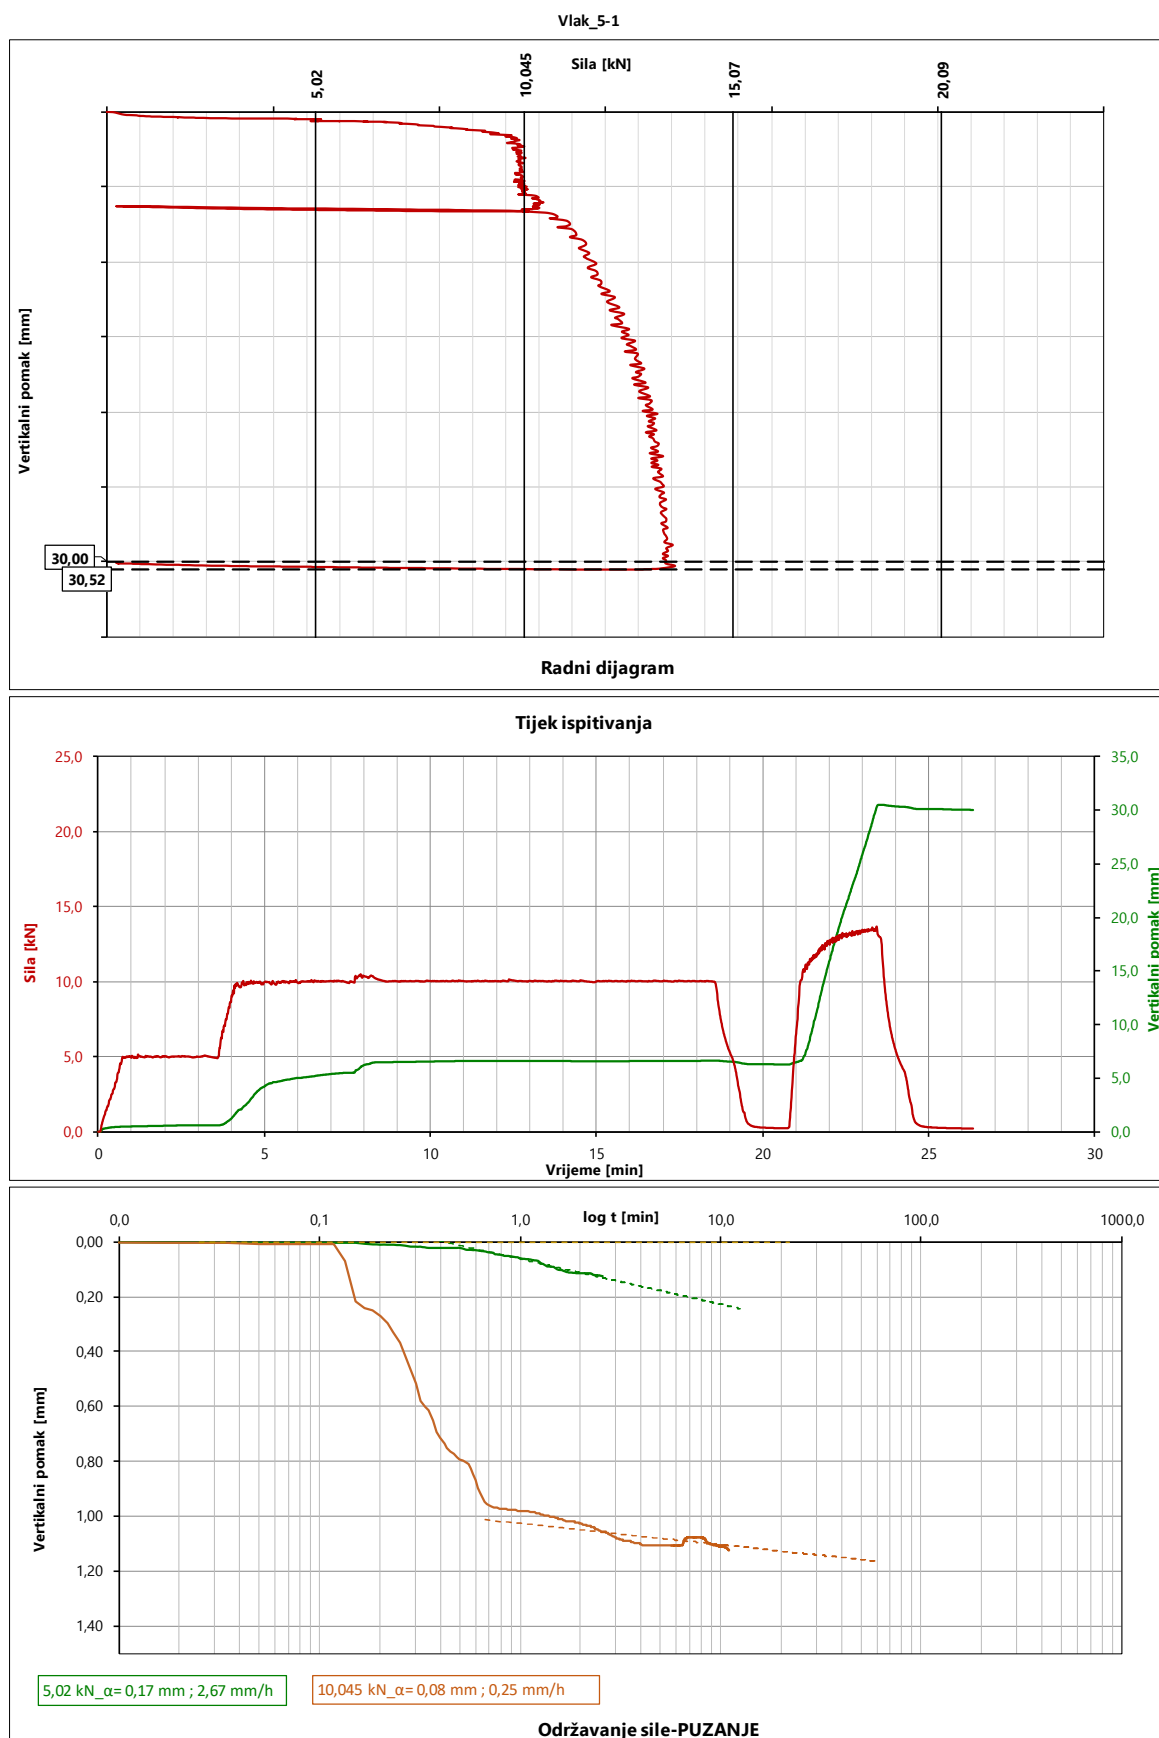 Vlak_5-1
Sila [kN]
5,02
10,045
15,07
20,09
Vertikalni pomak [mm]
30,00
30,52
Radni dijagram
Tijek ispitivanja
25,0
20,0
15,0
10,0
5,0
0,0
Sila [kN]
35,0
30,0
25,0
20,0
15,0
10,0
5,0
0,0
Vertikalni pomak [mm]
0 5 10 15 20 25 30
Vrijeme [min]
0,0 0,1 1,0 10,0 100,0 1000,0
log t [min]
0,00
0,20
0,40
0,60
0,80
1,00
1,20
1,40
Vertikalni pomak [mm]
5,02 kN_α= 0,17 mm ; 2,67 mm/h
10,045 kN_α= 0,08 mm ; 0,25 mm/h
Održavanje sile-PUZANJE